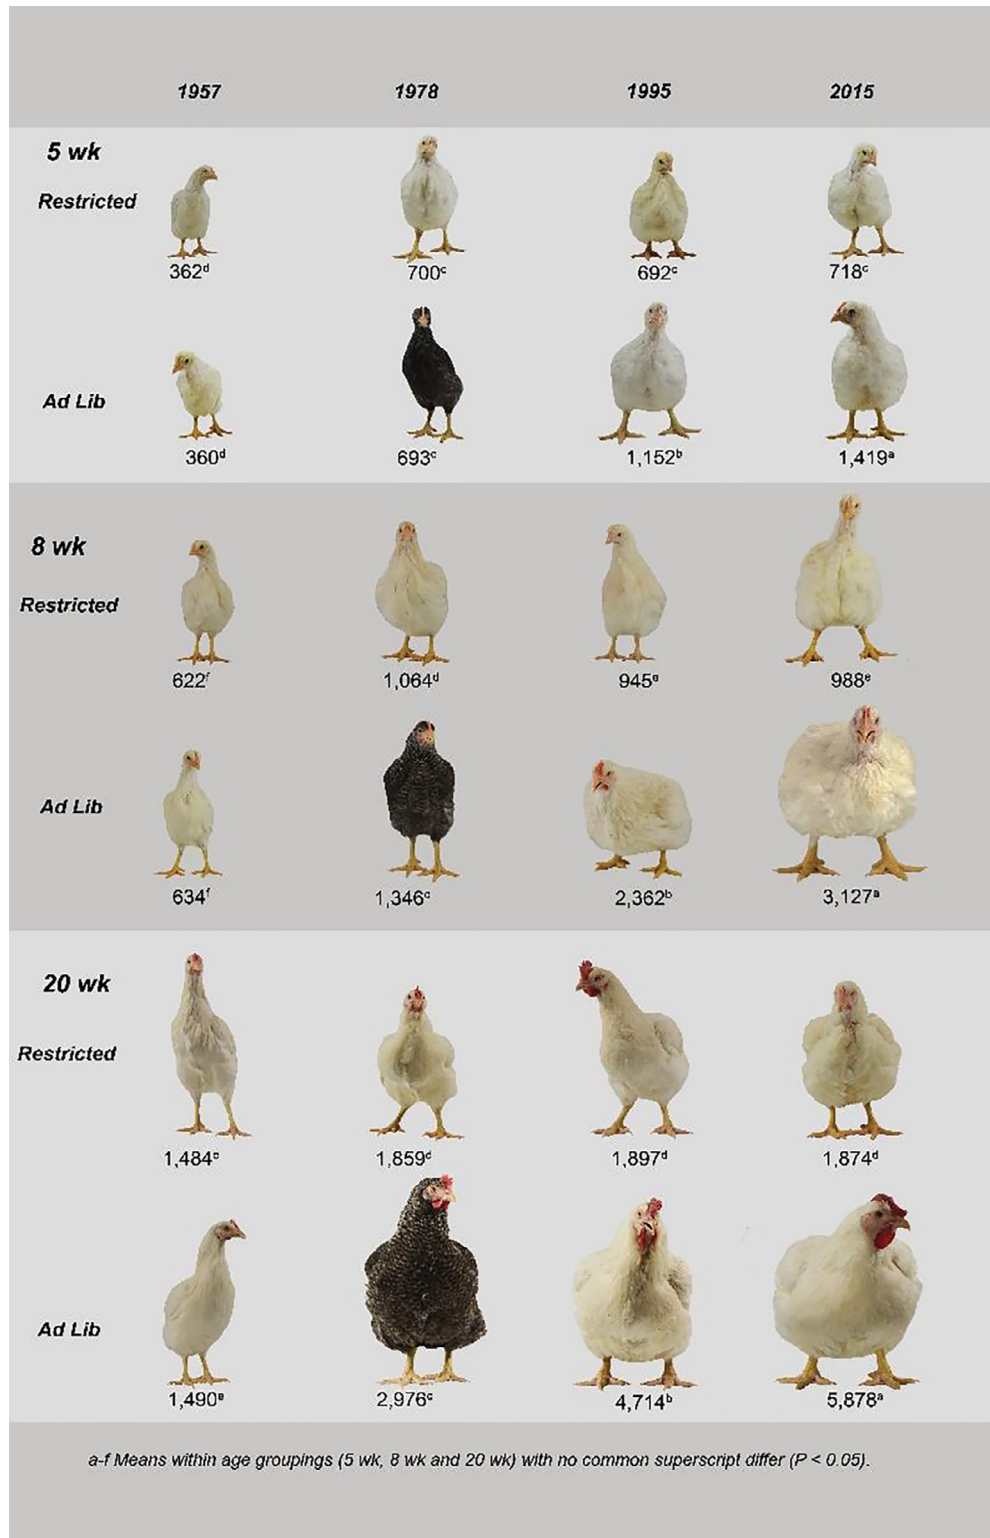 1957 1978 1995 2015
5 wk
Restricted
362ᵈ 700ᶜ 692ᶜ 718ᶜ
Ad Lib
360ᵈ 693ᶜ 1,152ᵇ 1,419ᵃ
8 wk
Restricted
622ᶠ 1,064ᵈ 945ᵉ 988ᵉ
Ad Lib
634ᶠ 1,346ᶜ 2,362ᵇ 3,127ᵃ
20 wk
Restricted
1,484ᵉ 1,859ᵈ 1,897ᵈ 1,874ᵈ
Ad Lib
1,490ᵉ 2,976ᶜ 4,714ᵇ 5,878ᵃ
a-f Means within age groupings (5 wk, 8 wk and 20 wk) with no common superscript differ (P < 0.05).